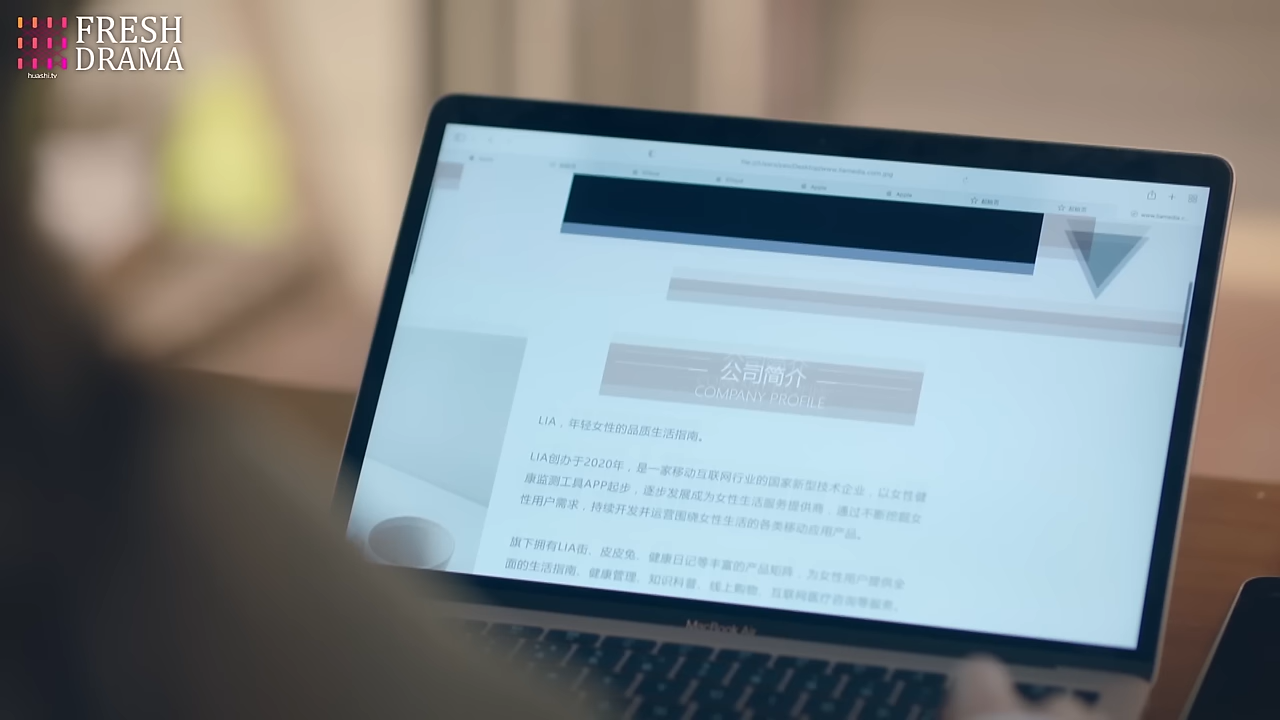 FRESH
DRAMA
huashi.tv
公司简介
COMPANY PROFILE
LIA，年轻女性的品质生活指南。
LIA创办于2020年，是一家移动互联网行业的国家新型技术企业，以女性健
康监测工具APP起步，逐步发展成为女性生活服务提供商，通过不断挖掘女
性用户需求，持续开发并运营围绕女性生活的各类移动应用产品。
旗下拥有LIA街、皮皮兔、健康日记等丰富的产品矩阵，为女性用户提供全
面的生活指南、健康管理、知识科普、线上购物、互联网医疗咨询等服务。
MacBook Air